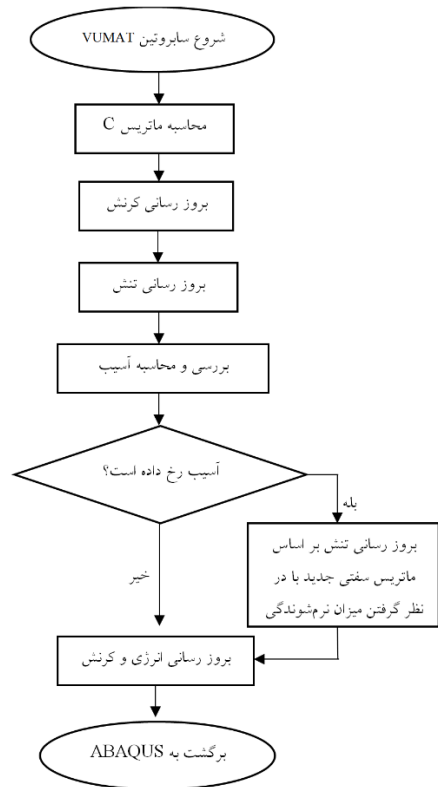 شروع سابروتین VUMAT
محاسبه ماتریس C
بروز رسانی کرنش
بروز رسانی تنش
بررسی و محاسبه آسیب
آسیب رخ داده است؟
بله
بروز رسانی تنش بر اساس
ماتریس سفتی جدید با در
نظر گرفتن میزان نرم‌شوندگی
خیر
بروز رسانی انرژی و کرنش
برگشت به ABAQUS